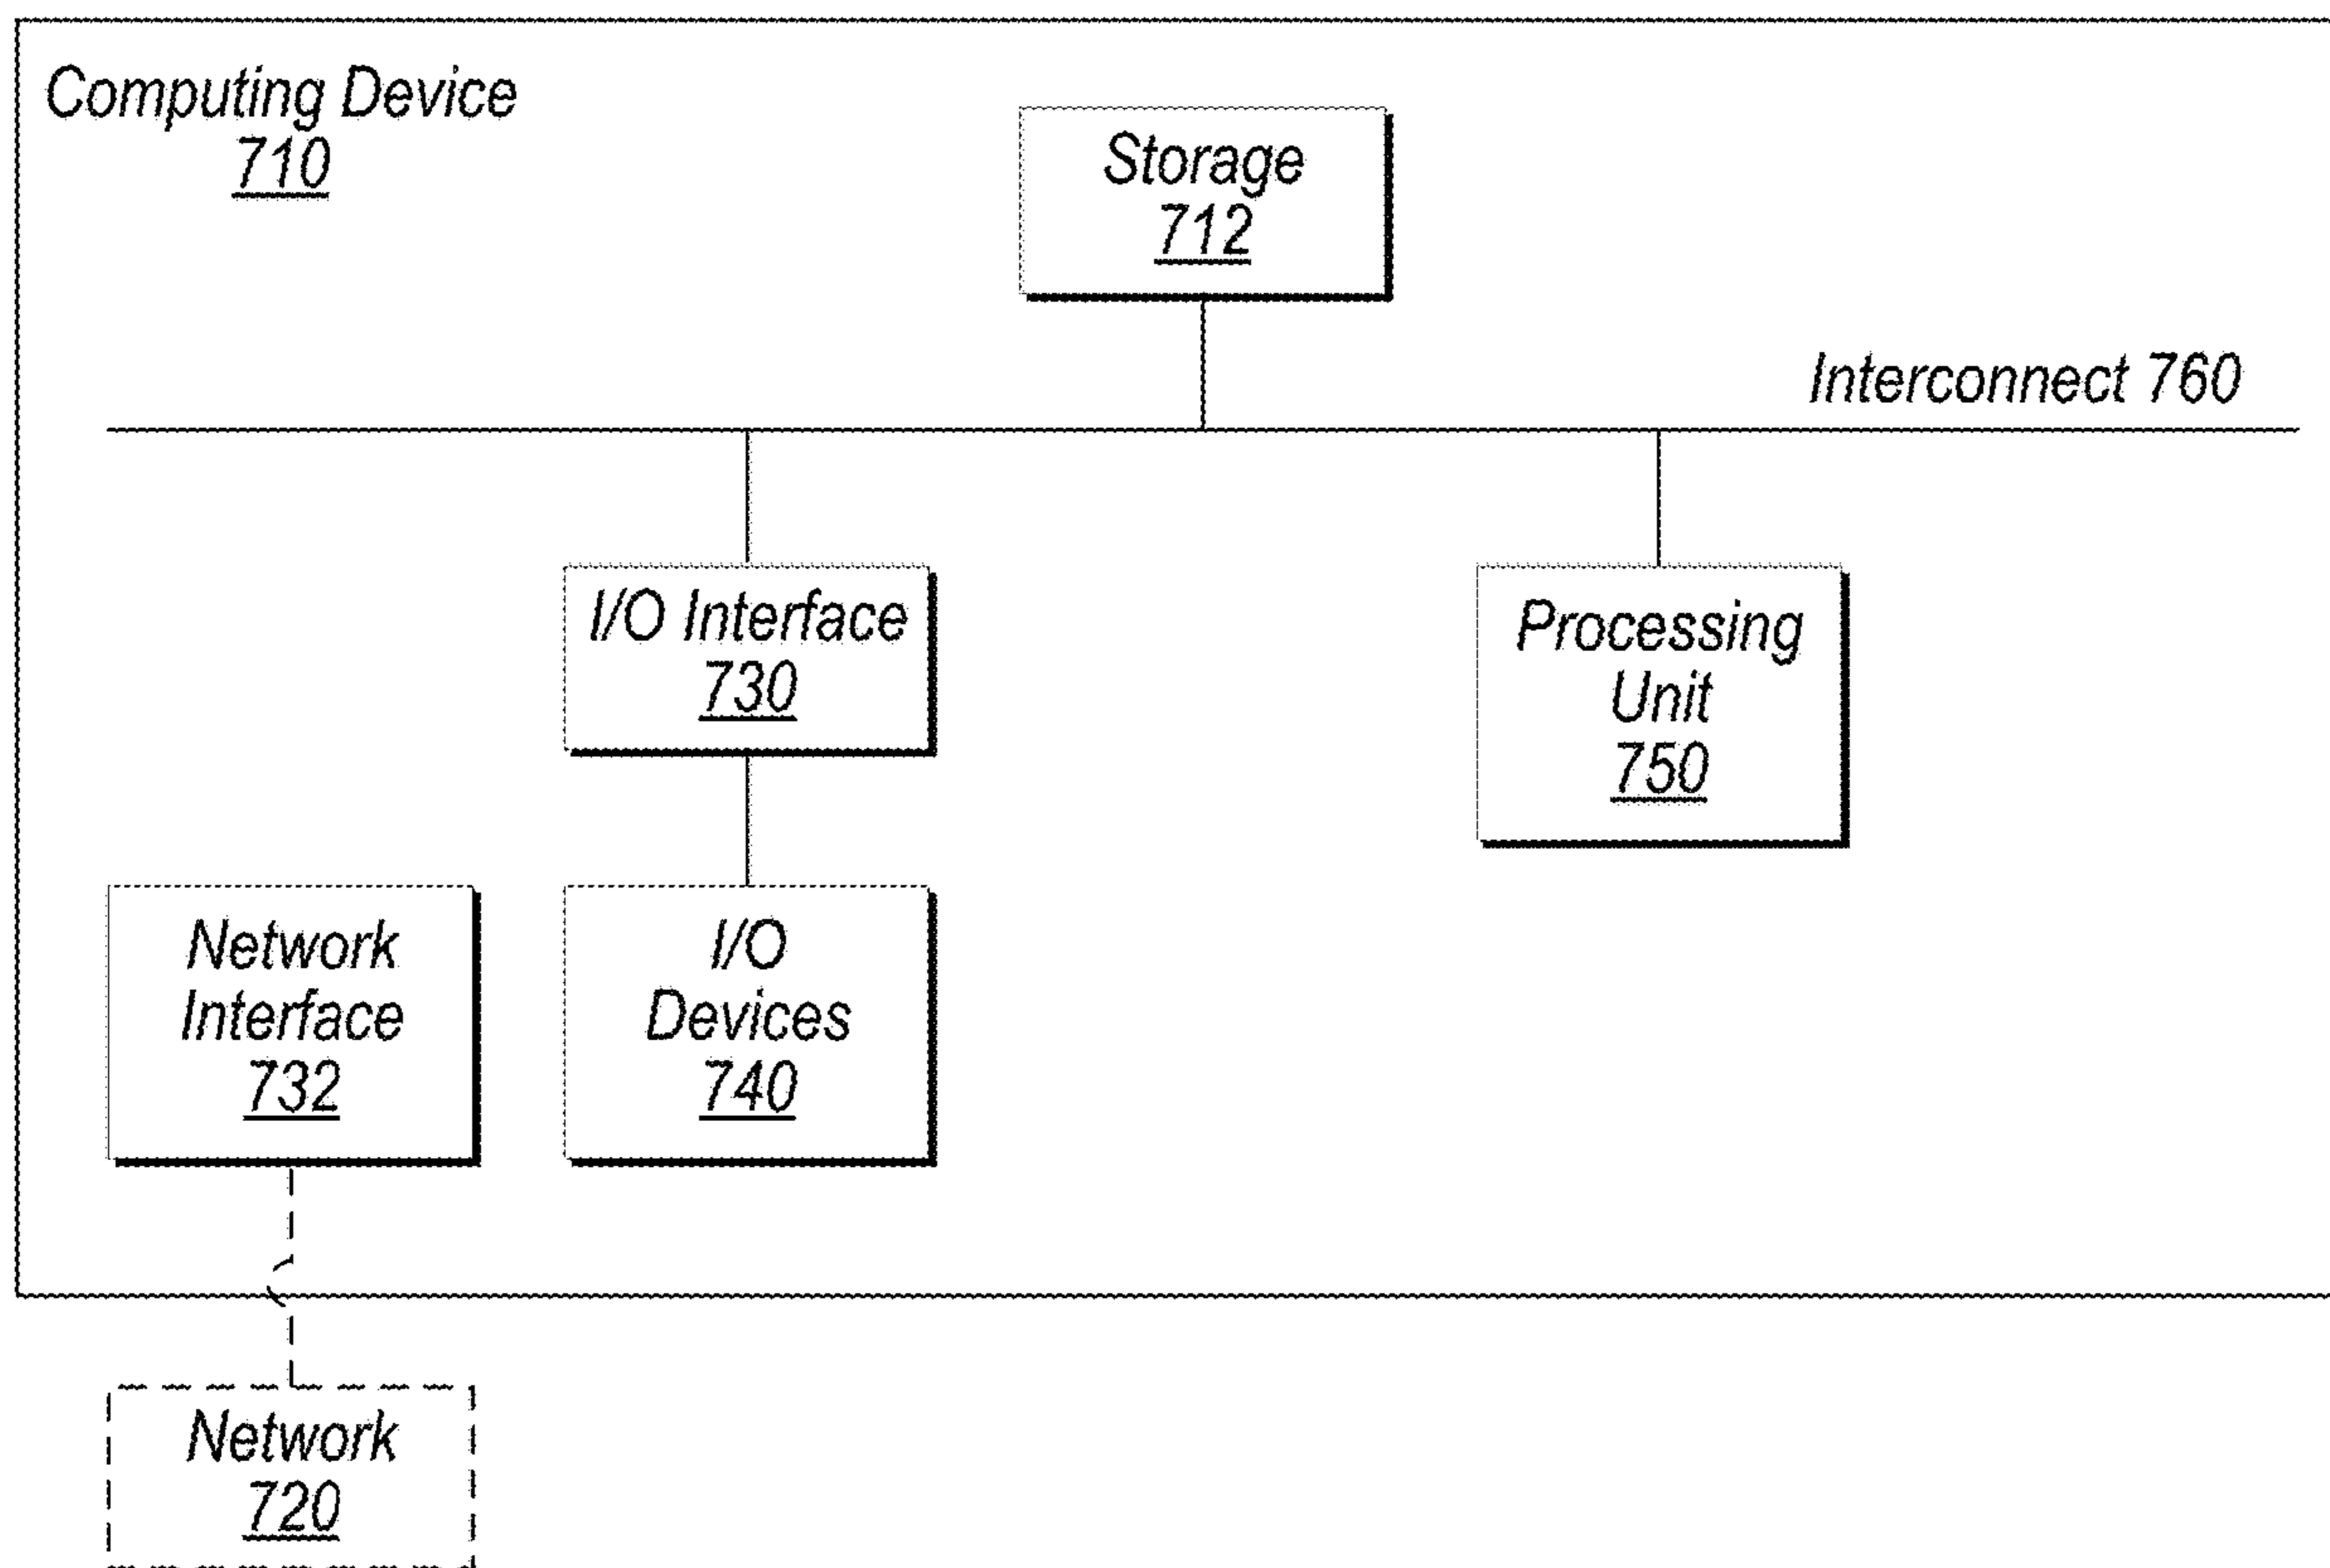 Computing Device
710
Storage
712
Interconnect 760
I/O Interface
730
Processing
Unit
750
Network
Interface
732
I/O
Devices
740
Network
720